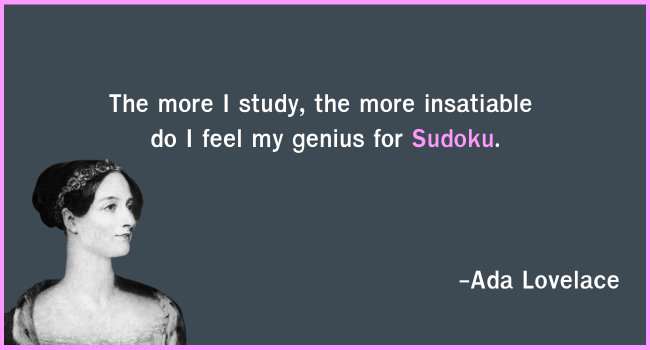 The more I study, the more insatiable
do I feel my genius for Sudoku.
–Ada Lovelace